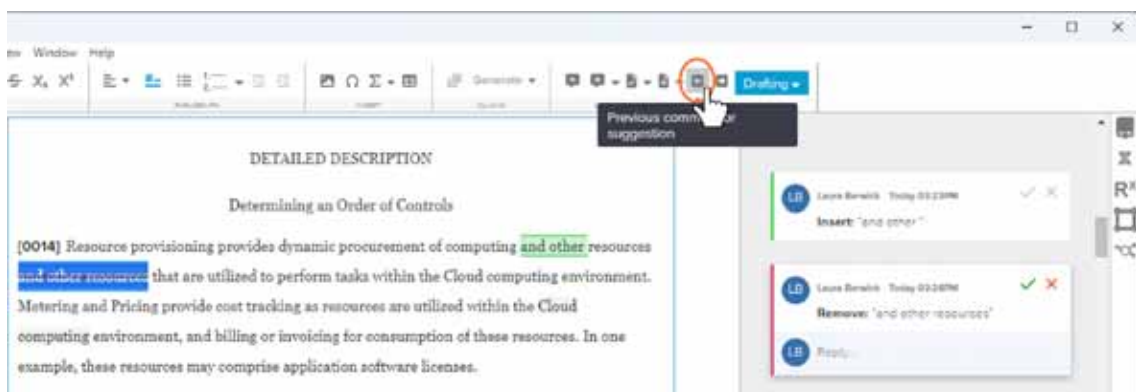 Window Help
X₂ X²
Ω Σ
Generate
Drafting
Previous comment or
suggestion
DETAILED DESCRIPTION
Determining an Order of Controls
[0014] Resource provisioning provides dynamic procurement of computing and other resources
and other resources that are utilized to perform tasks within the Cloud computing environment.
Metering and Pricing provide cost tracking as resources are utilized within the Cloud
computing environment, and billing or invoicing for consumption of these resources. In one
example, these resources may comprise application software licenses.
LB Laura Berwick Today 03:23PM
Insert: "and other "
LB Laura Berwick Today
Remove: "and other resources"
LB Reply...